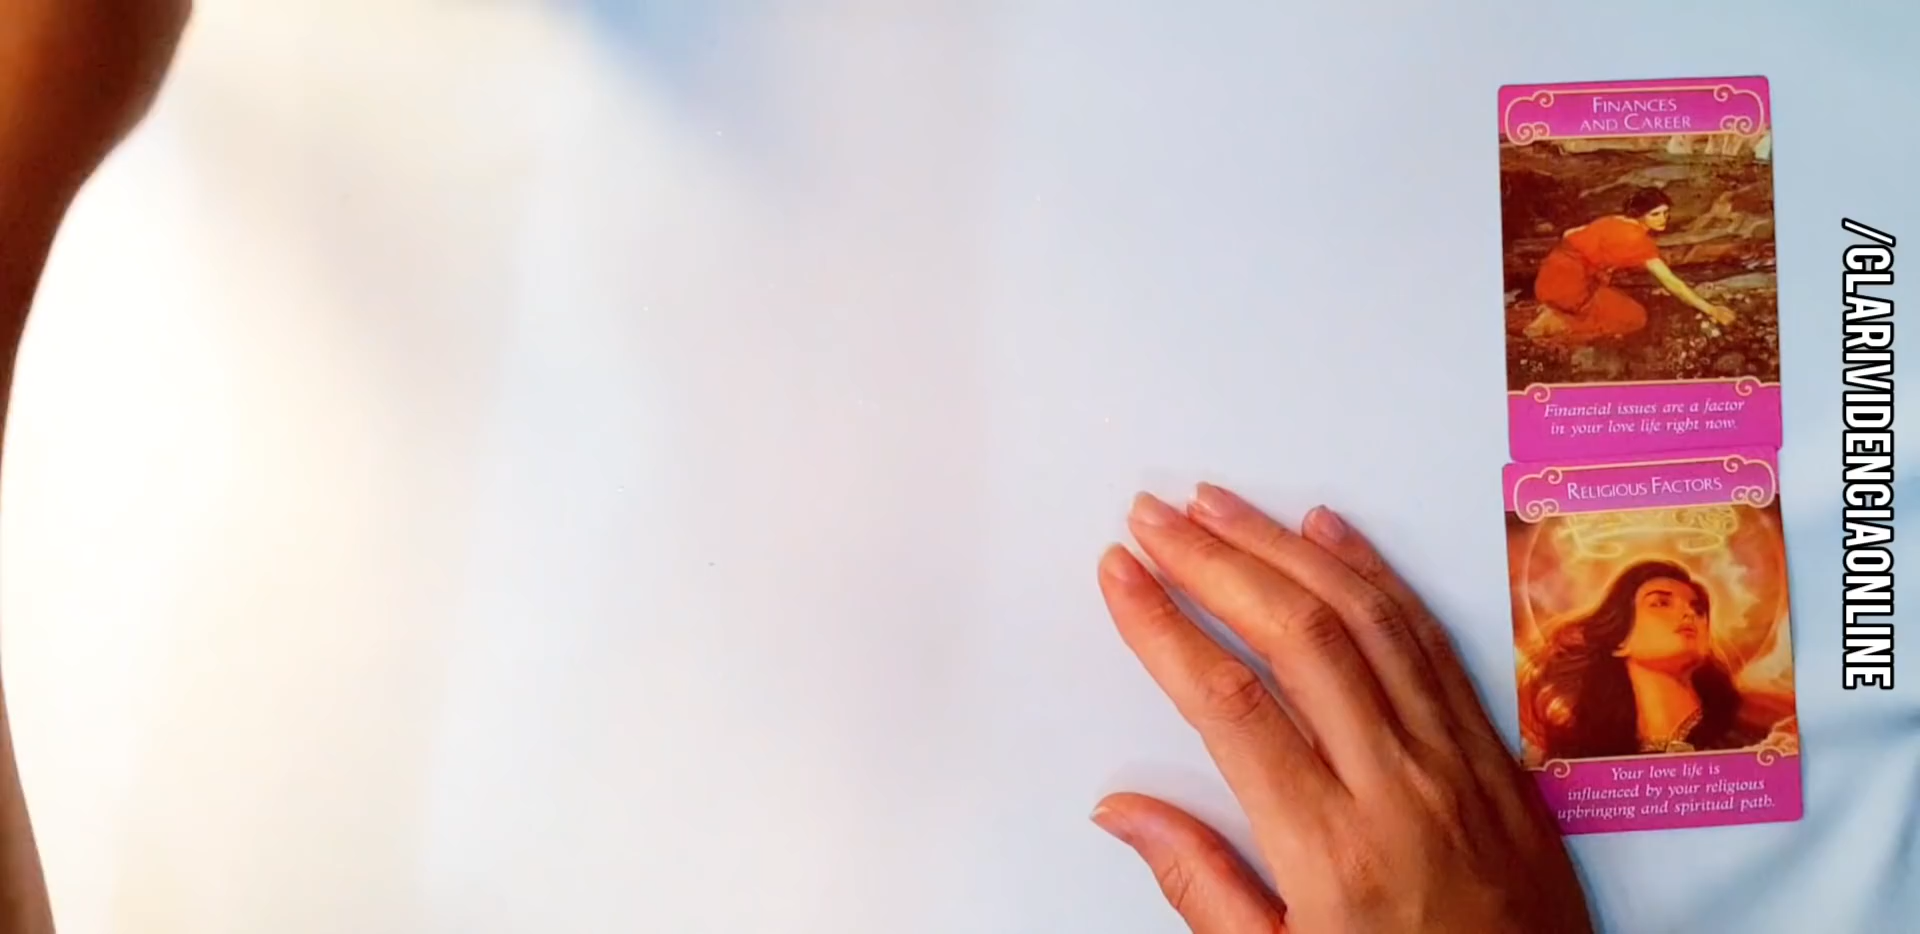 FINANCES
AND CAREER
54
Financial issues are a factor
in your love life right now.
RELIGIOUS FACTORS
Your love life is
influenced by your religious
upbringing and spiritual path.
/CLARIVIDENCIAONLINE